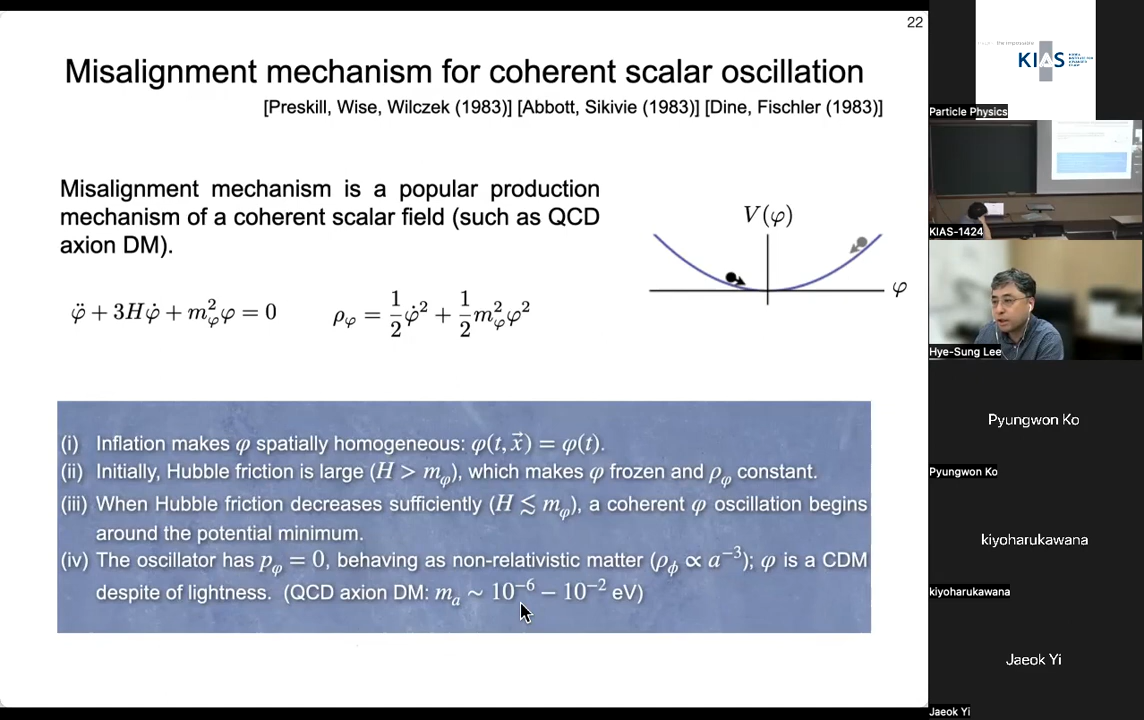 22
Misalignment mechanism for coherent scalar oscillation
[Preskill, Wise, Wilczek (1983)] [Abbott, Sikivie (1983)] [Dine, Fischler (1983)]
Misalignment mechanism is a popular production
mechanism of a coherent scalar field (such as QCD
axion DM).
φ̈ + 3Hφ̇ + m²_φ φ = 0
ρ_φ = 1/2 φ̇² + 1/2 m²_φ φ²
V(φ)
φ
(i) Inflation makes φ spatially homogeneous: φ(t, x⃗) = φ(t).
(ii) Initially, Hubble friction is large (H > m_φ), which makes φ frozen and ρ_φ constant.
(iii) When Hubble friction decreases sufficiently (H ≲ m_φ), a coherent φ oscillation begins
around the potential minimum.
(iv) The oscillator has p_φ = 0, behaving as non-relativistic matter (ρ_ϕ ∝ a⁻³); φ is a CDM
despite of lightness. (QCD axion DM: m_a ~ 10⁻⁶ – 10⁻² eV)
KIAS
Particle Physics
KIAS-1424
Hye-Sung Lee
Pyungwon Ko
Pyungwon Ko
kiyoharukawana
kiyoharukawana
Jaeok Yi
Jaeok Yi